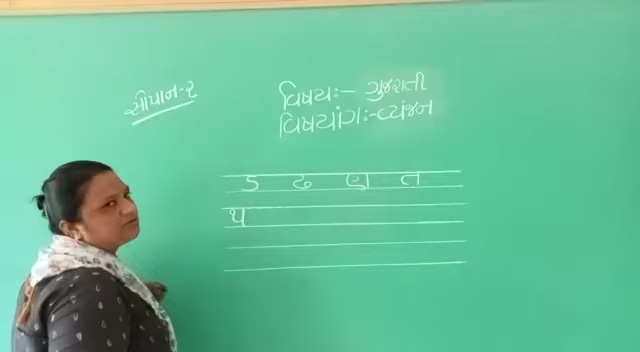 સોપાન-૨
વિષય:- ગુજરાતી
વિષયાંગ:-વ્યંજન
ડ ઢ ણ ત
થ